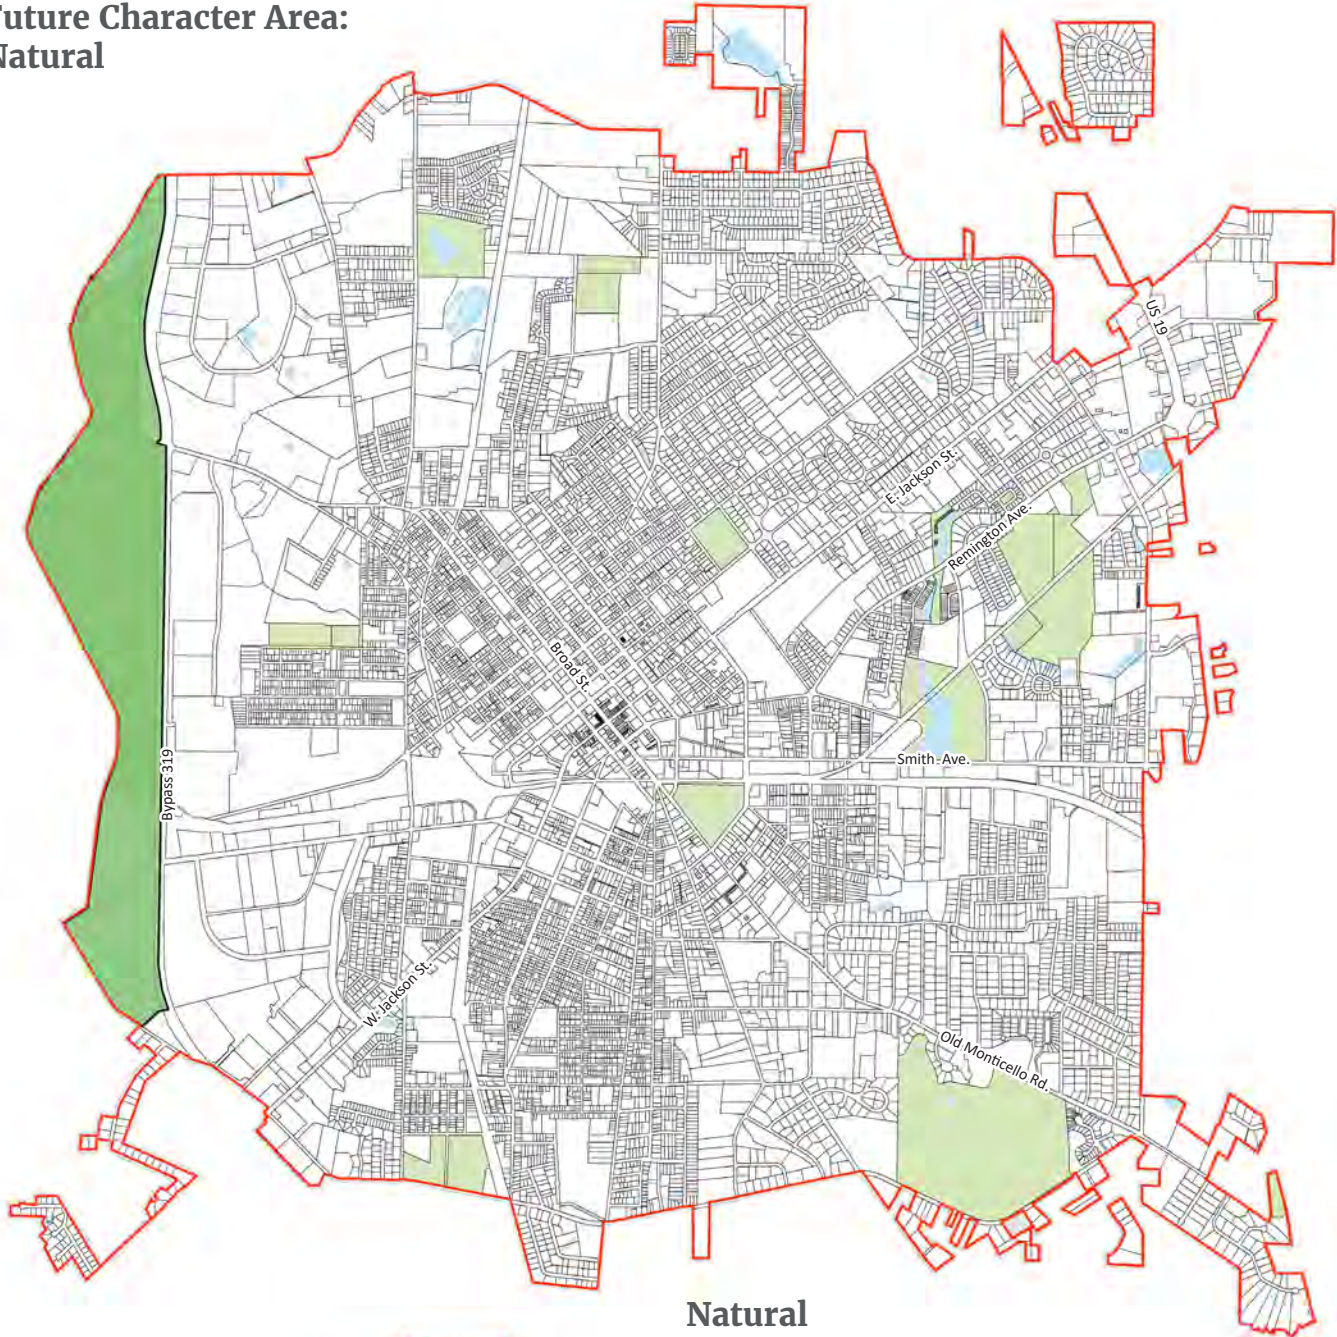 uture Character Area:
Natural
US 19
E. Jackson St.
Remington Ave.
Broad St.
Smith Ave.
Bypass 319
W. Jackson St.
Old Monticello Rd.
Natural